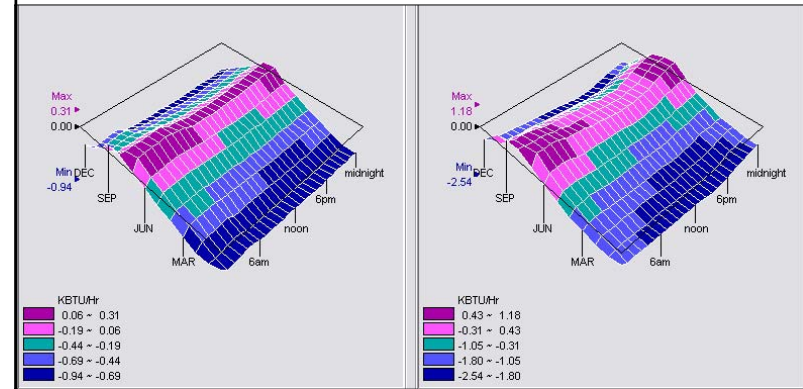 Max
0.31
0.00
Min
-0.94
DEC
SEP
JUN
MAR
6am
noon
6pm
midnight
KBTU/Hr
0.06 ~ 0.31
-0.19 ~ 0.06
-0.44 ~ -0.19
-0.69 ~ -0.44
-0.94 ~ -0.69
Max
1.18
0.00
Min
-2.54
DEC
SEP
JUN
MAR
6am
noon
6pm
midnight
KBTU/Hr
0.43 ~ 1.18
-0.31 ~ 0.43
-1.05 ~ -0.31
-1.80 ~ -1.05
-2.54 ~ -1.80